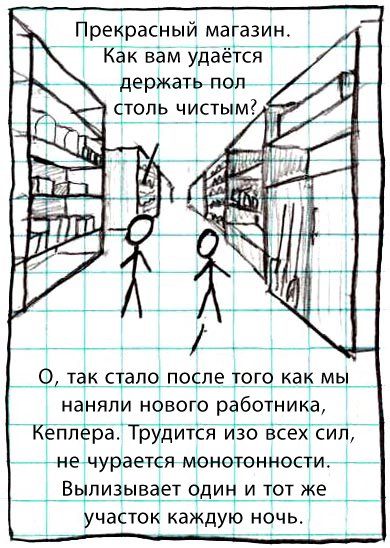 Прекрасный магазин.
Как вам удаётся
держать пол
столь чистым?
О, так стало после того как мы
наняли нового работника,
Кеплера. Трудится изо всех сил,
не чурается монотонности.
Вылизывает один и тот же
участок каждую ночь.